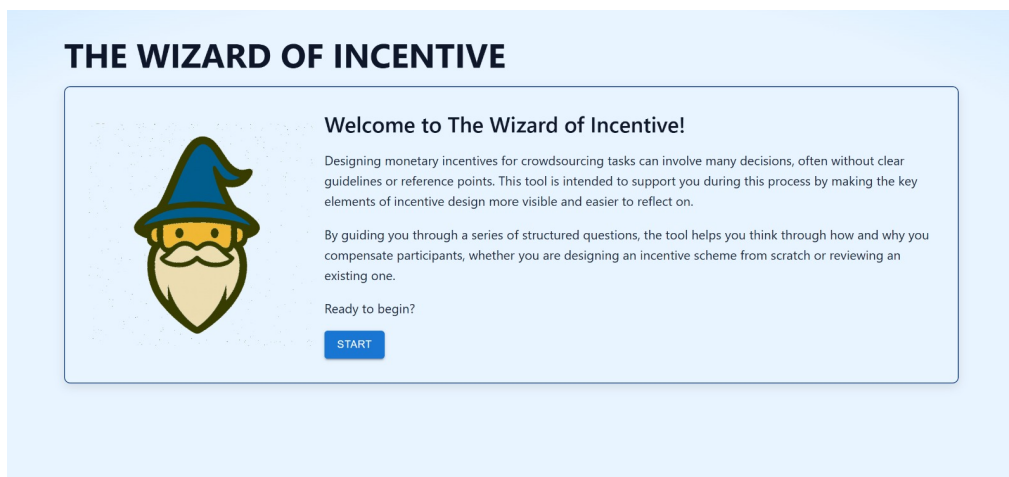 THE WIZARD OF INCENTIVE
Welcome to The Wizard of Incentive!
Designing monetary incentives for crowdsourcing tasks can involve many decisions, often without clear
guidelines or reference points. This tool is intended to support you during this process by making the key
elements of incentive design more visible and easier to reflect on.
By guiding you through a series of structured questions, the tool helps you think through how and why you
compensate participants, whether you are designing an incentive scheme from scratch or reviewing an
existing one.
Ready to begin?
START